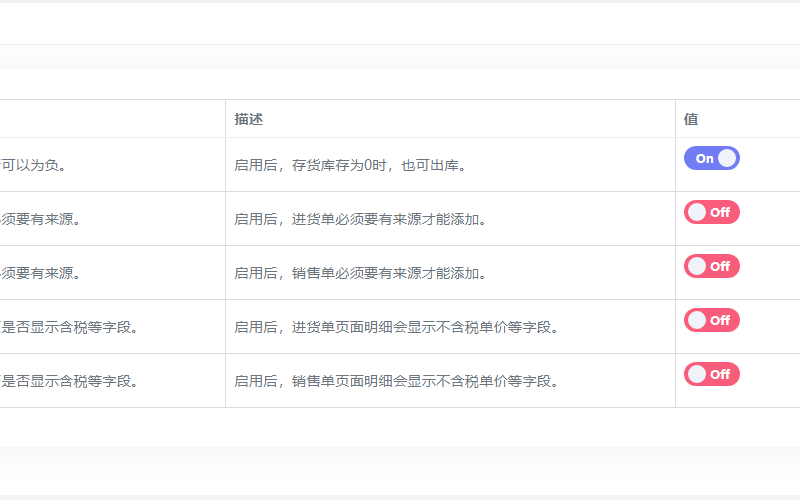 描述 值
可以为负。 启用后，存货库存为0时，也可出库。 On
须要有来源。 启用后，进货单必须要有来源才能添加。 Off
须要有来源。 启用后，销售单必须要有来源才能添加。 Off
是否显示含税等字段。 启用后，进货单页面明细会显示不含税单价等字段。 Off
是否显示含税等字段。 启用后，销售单页面明细会显示不含税单价等字段。 Off